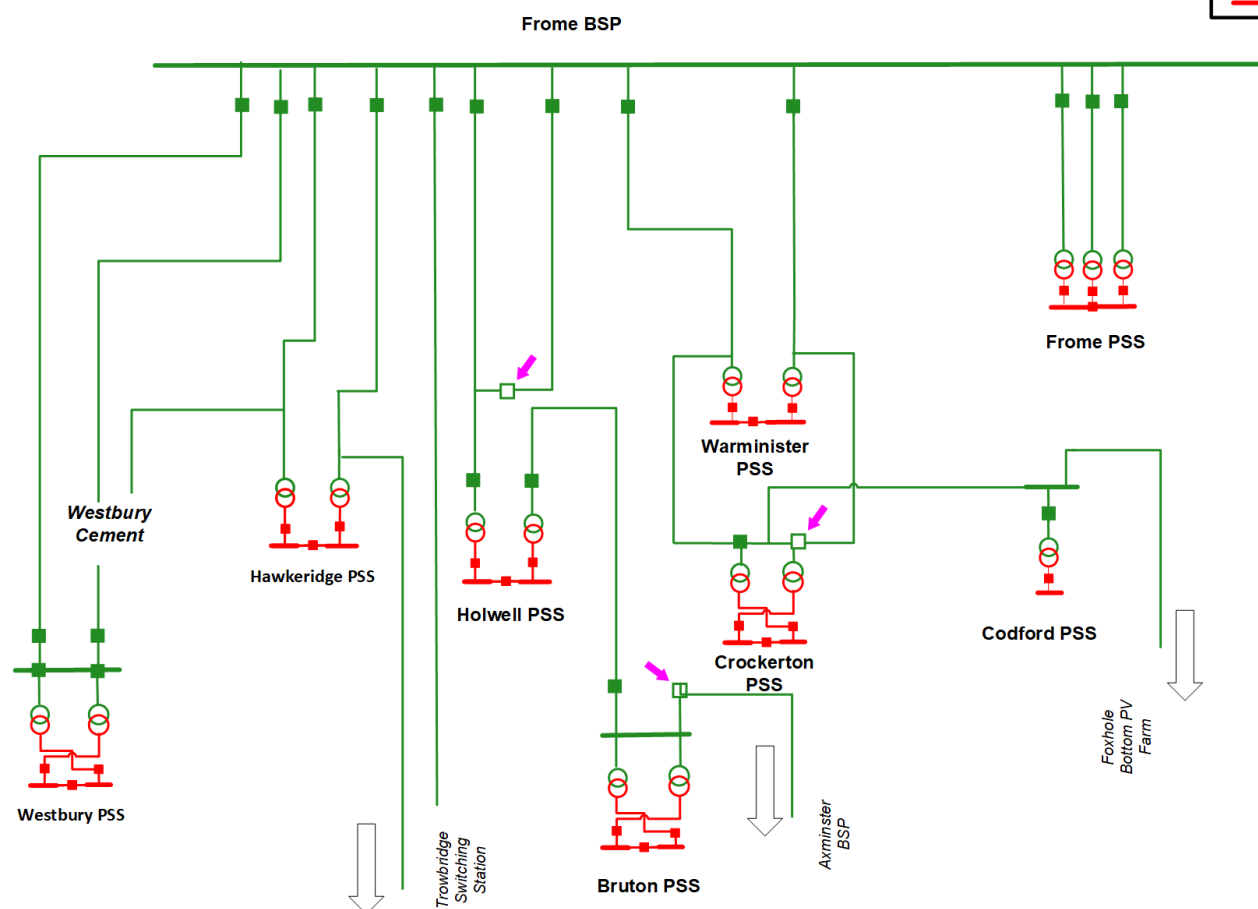 Frome BSP
Frome PSS
Warminister
PSS
Westbury
Cement
Hawkeridge PSS
Holwell PSS
Codford PSS
Crockerton
PSS
Foxhole
Bottom PV
Farm
Westbury PSS
Trowbridge
Switching
Station
Axminster
BSP
Bruton PSS